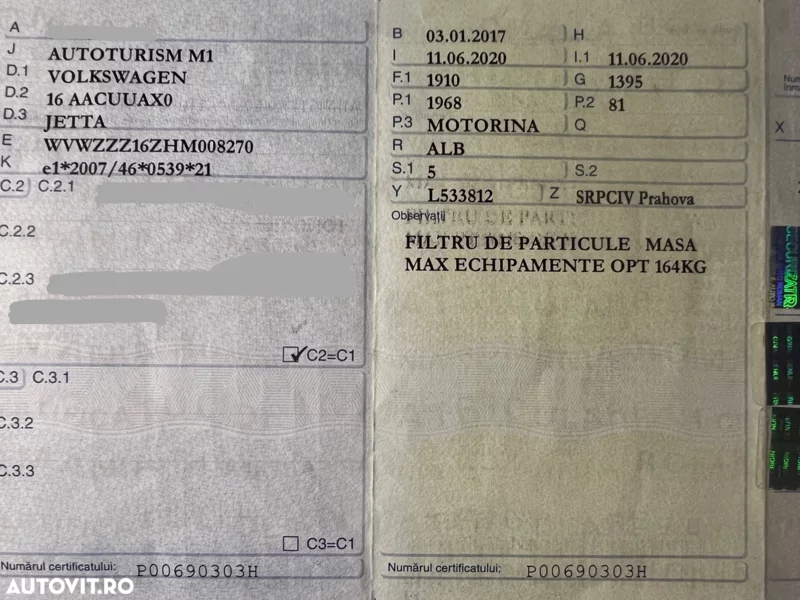 A
J AUTOTURISM M1
D.1 VOLKSWAGEN
D.2 16 AACUUAX0
D.3 JETTA
E WVWZZZ16ZHM008270
K e1*2007/46*0539*21
C.2 C.2.1
C.2.2
C.2.3
C2=C1
C.3 C.3.1
C.3.2
C.3.3
C3=C1
Numărul certificatului: P00690303H
AUTOVIT.RO
B 03.01.2017 H
I 11.06.2020 I.1 11.06.2020
F.1 1910 G 1395
P.1 1968 P.2 81
P.3 MOTORINA Q
R ALB
S.1 5 S.2
Y L533812 Z SRPCIV Prahova
Observații
FILTRU DE PARTICULE MASA
MAX ECHIPAMENTE OPT 164KG
Numărul certificatului: P00690303H
X